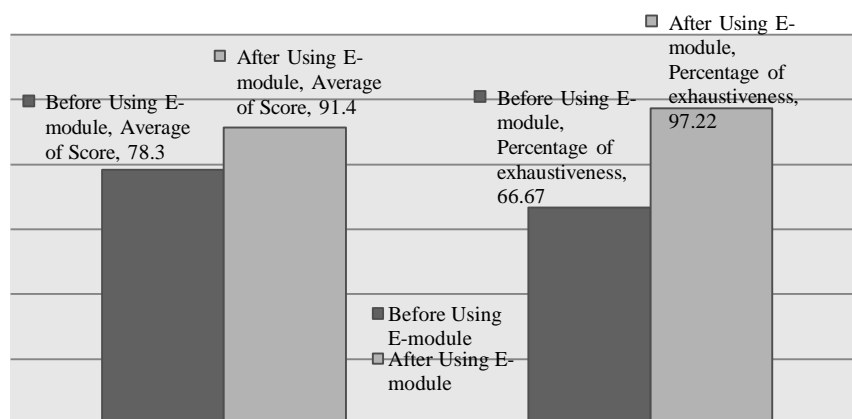 Before Using E-
module, Average
of Score, 78.3
After Using E-
module, Average
of Score, 91.4
Before Using E-
module,
Percentage of
exhaustiveness,
66.67
After Using E-
module,
Percentage of
exhaustiveness,
97.22
Before Using
E-module
After Using E-
module